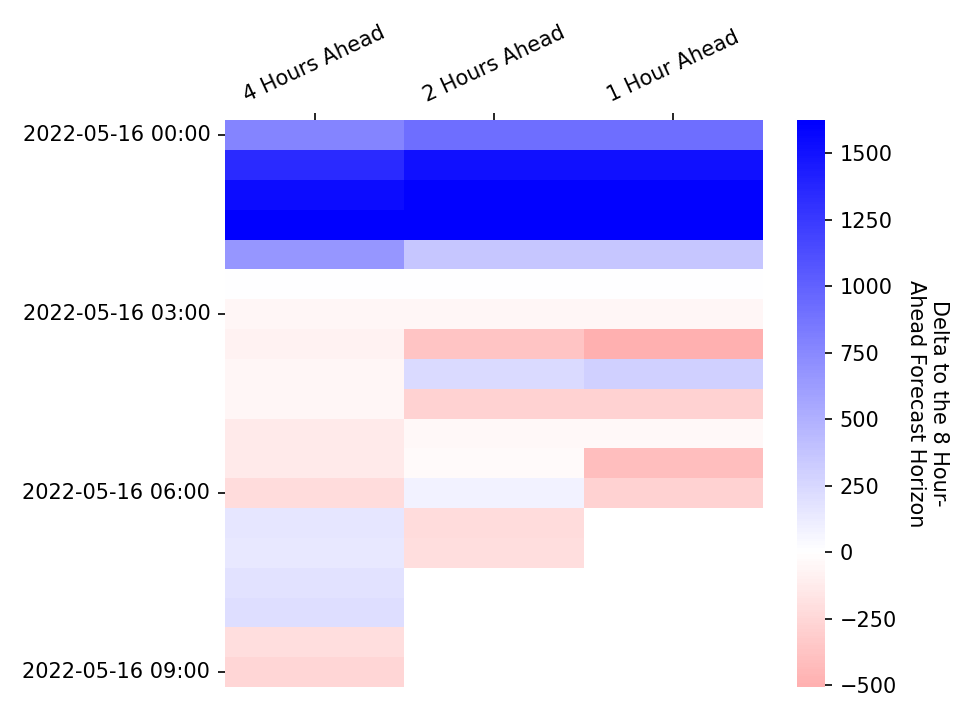 4 Hours Ahead
2 Hours Ahead
1 Hour Ahead
2022-05-16 00:00
2022-05-16 03:00
2022-05-16 06:00
2022-05-16 09:00
1500
1250
1000
750
500
250
0
−250
−500
Delta to the 8 Hour-
Ahead Forecast Horizon